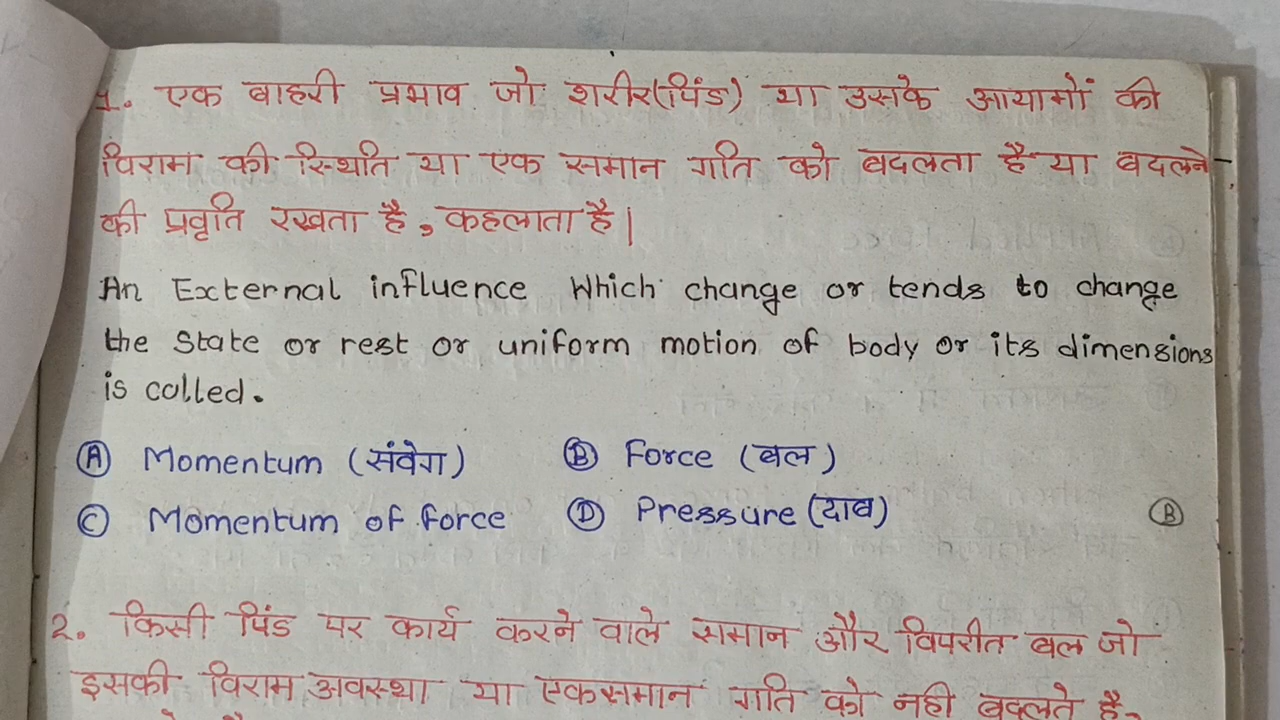 1. एक बाहरी प्रभाव जो शरीर(पिंड) या उसके आयामों की
विराम की स्थिति या एक समान गति को बदलता है या बदलने
की प्रवृति रखता है, कहलाता है|
An External influence Which change or tends to change
the State or rest or uniform motion of body or its dimensions
is called.
Ⓐ Momentum (संवेग) Ⓑ Force (बल)
Ⓒ Momentum of force Ⓓ Pressure (दाब) Ⓑ
2. किसी पिंड पर कार्य करने वाले समान और विपरीत बल जो
इसकी विराम अवस्था या एकसमान गति को नही बदलते है,